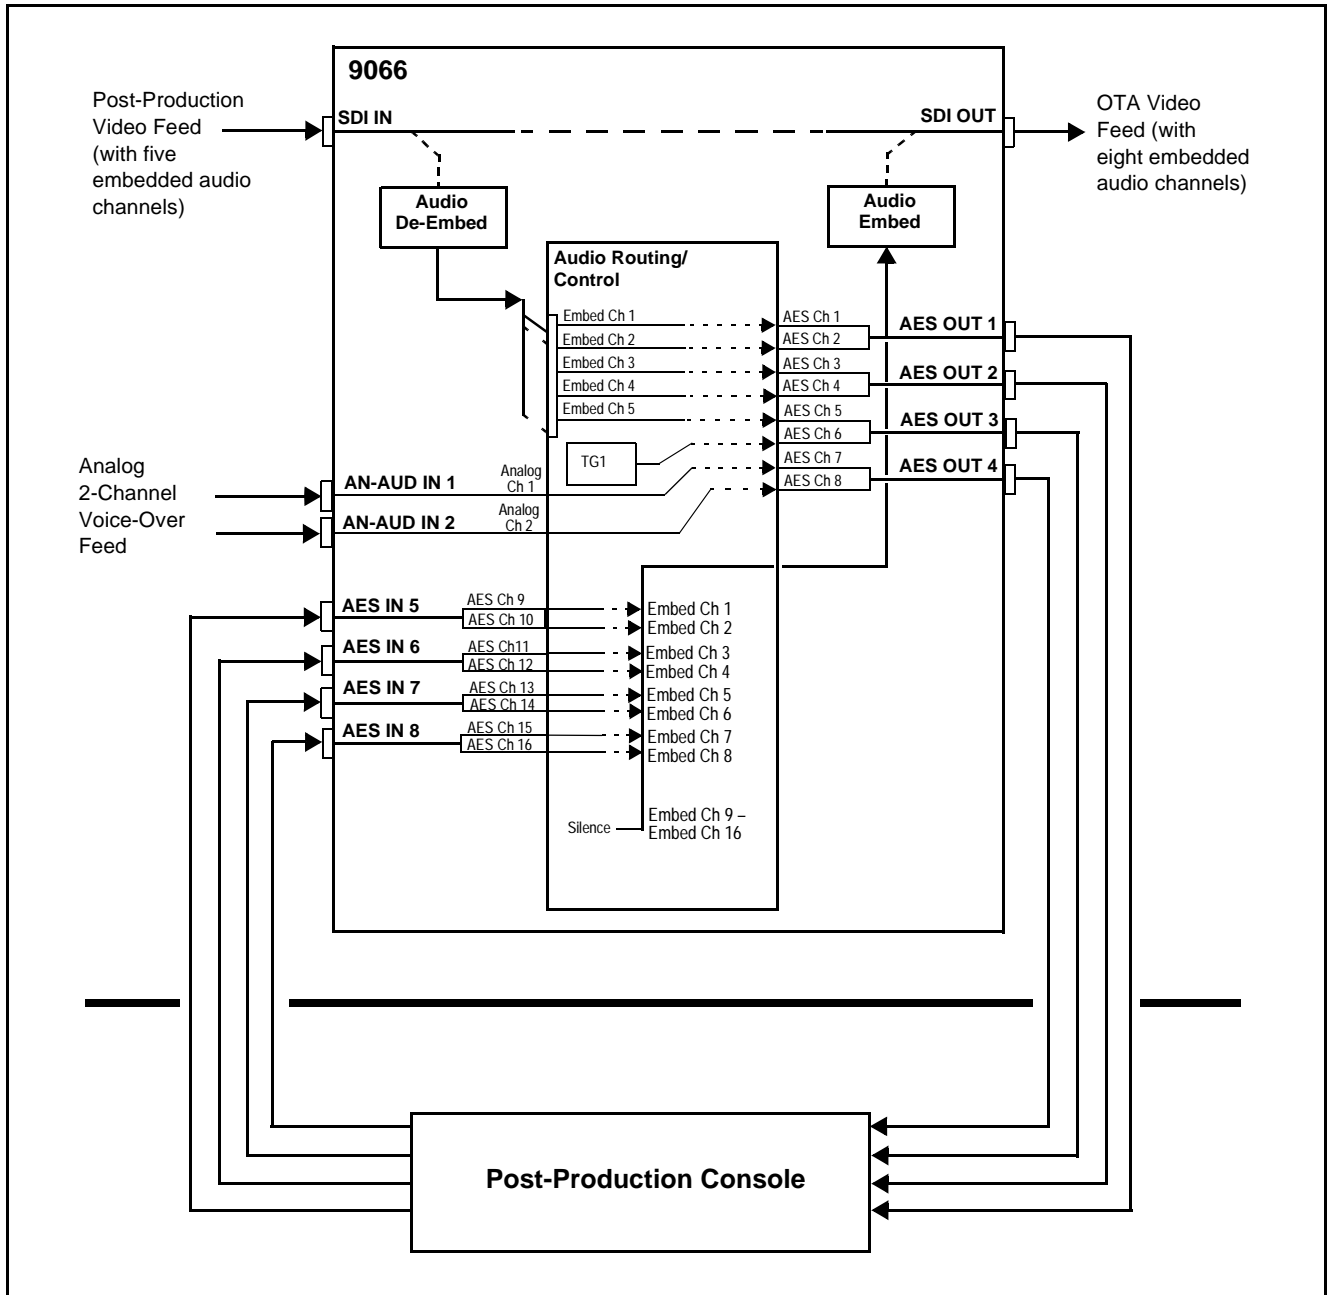 9066
Post-Production
Video Feed
(with five
embedded audio
channels)
SDI IN
SDI OUT
OTA Video
Feed (with
eight embedded
audio channels)
Audio
De-Embed
Audio
Embed
Audio Routing/
Control
Embed Ch 1
Embed Ch 2
Embed Ch 3
Embed Ch 4
Embed Ch 5
TG1
AES Ch 1
AES Ch 2
AES Ch 3
AES Ch 4
AES Ch 5
AES Ch 6
AES Ch 7
AES Ch 8
AES OUT 1
AES OUT 2
AES OUT 3
AES OUT 4
Analog
2-Channel
Voice-Over
Feed
AN-AUD IN 1
Analog
Ch 1
AN-AUD IN 2
Analog
Ch 2
AES IN 5
AES Ch 9
AES Ch 10
AES IN 6
AES Ch11
AES Ch 12
AES IN 7
AES Ch 13
AES Ch 14
AES IN 8
AES Ch 15
AES Ch 16
Embed Ch 1
Embed Ch 2
Embed Ch 3
Embed Ch 4
Embed Ch 5
Embed Ch 6
Embed Ch 7
Embed Ch 8
Silence
Embed Ch 9 –
Embed Ch 16
Post-Production Console